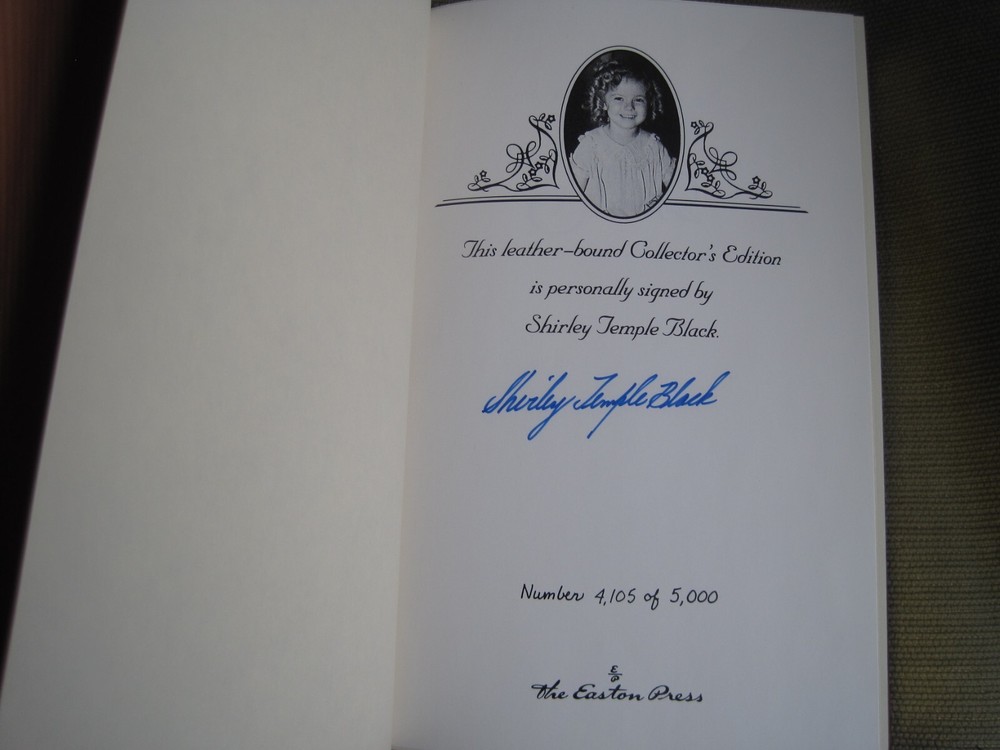 This leather-bound Collector's Edition
is personally signed by
Shirley Temple Black.
Shirley Temple Black
Number 4,105 of 5,000
E
P
The Easton Press